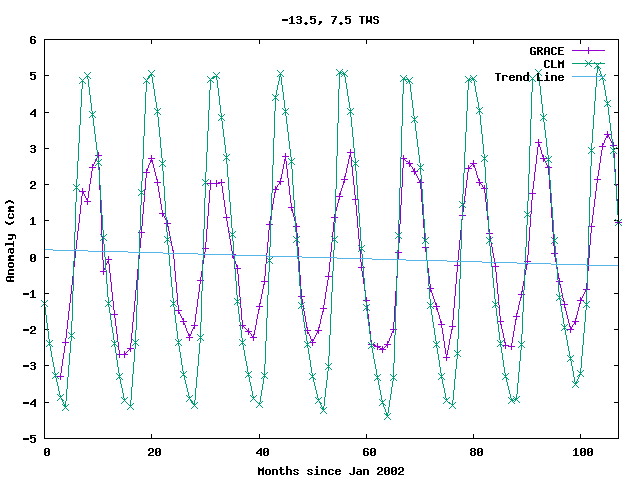 -13.5, 7.5 TWS
GRACE
CLM
Trend Line
6
5
4
3
2
1
0
-1
-2
-3
-4
-5
Anomaly (cm)
0 20 40 60 80 100
Months since Jan 2002